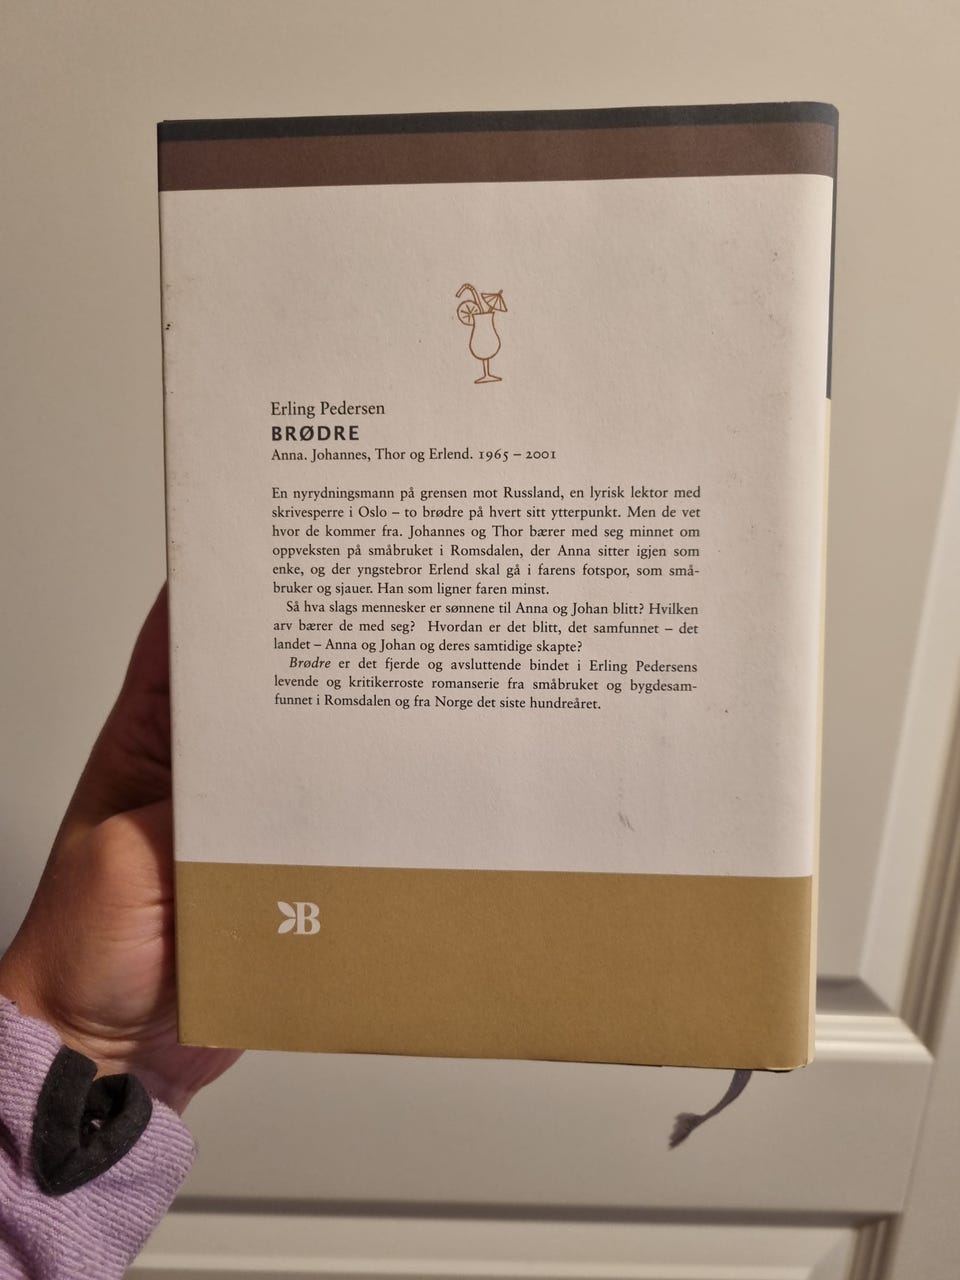 Erling Pedersen
BRØDRE
Anna. Johannes, Thor og Erlend. 1965 – 2001
En nyrydningsmann på grensen mot Russland, en lyrisk lektor med
skrivesperre i Oslo – to brødre på hvert sitt ytterpunkt. Men de vet
hvor de kommer fra. Johannes og Thor bærer med seg minnet om
oppveksten på småbruket i Romsdalen, der Anna sitter igjen som
enke, og der yngstebror Erlend skal gå i farens fotspor, som små-
bruker og sjauer. Han som ligner faren minst.
Så hva slags mennesker er sønnene til Anna og Johan blitt? Hvilken
arv bærer de med seg? Hvordan er det blitt, det samfunnet – det
landet – Anna og Johan og deres samtidige skapte?
Brødre er det fjerde og avsluttende bindet i Erling Pedersens
levende og kritikerroste romanserie fra småbruket og bygdesam-
funnet i Romsdalen og fra Norge det siste hundreåret.
B